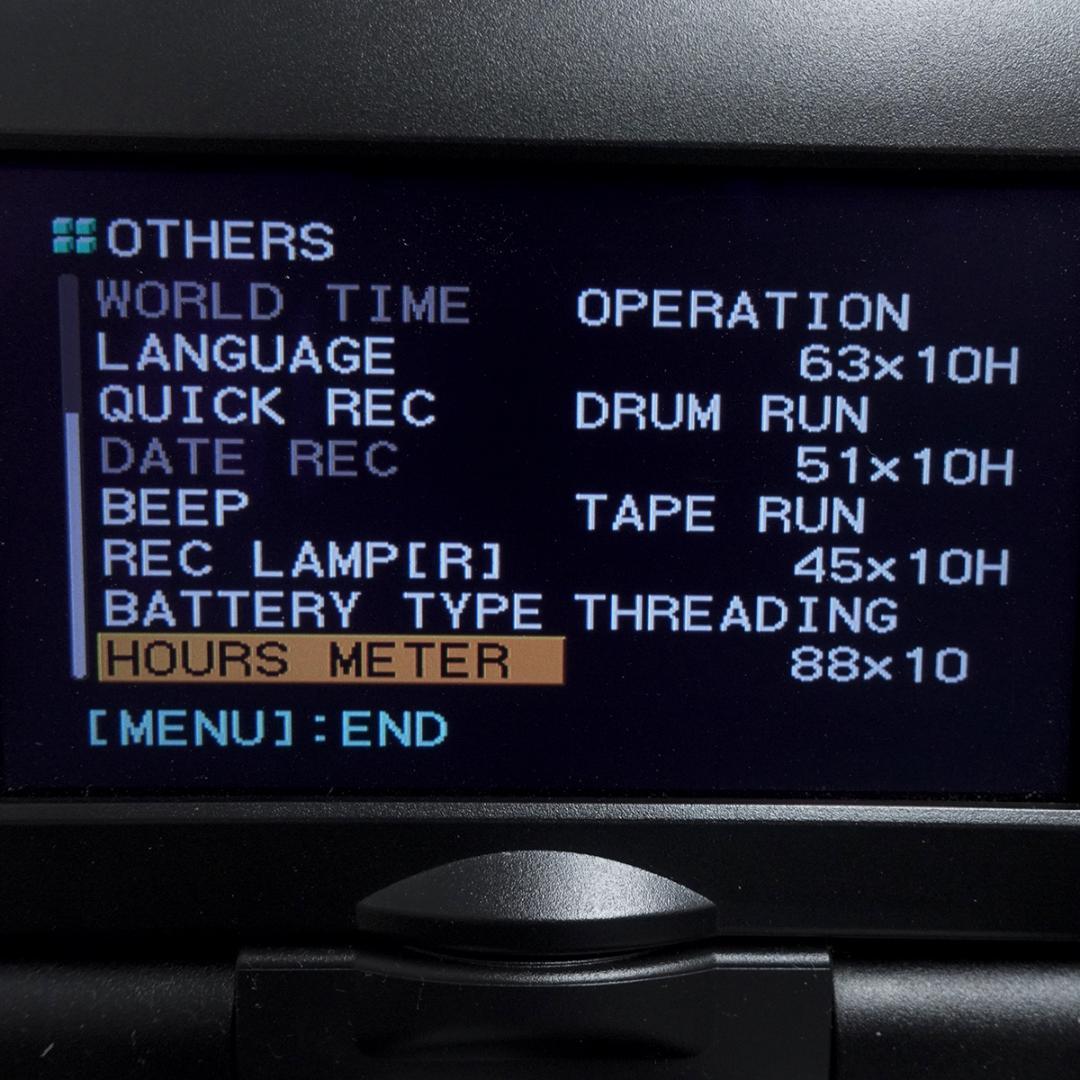 OTHERS
WORLD TIME
LANGUAGE
QUICK REC
DATE REC
BEEP
REC LAMP[R]
BATTERY TYPE
HOURS METER
OPERATION
63×10H
DRUM RUN
51×10H
TAPE RUN
45×10H
THREADING
88×10
[MENU]:END